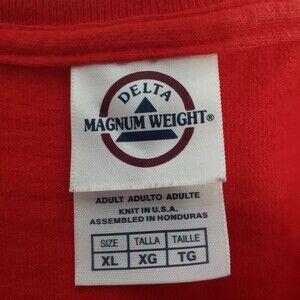 DELTA
MAGNUM WEIGHT®
ADULT ADULTO ADULTE
KNIT IN U.S.A.
ASSEMBLED IN HONDURAS
SIZE TALLA TAILLE
XL XG TG